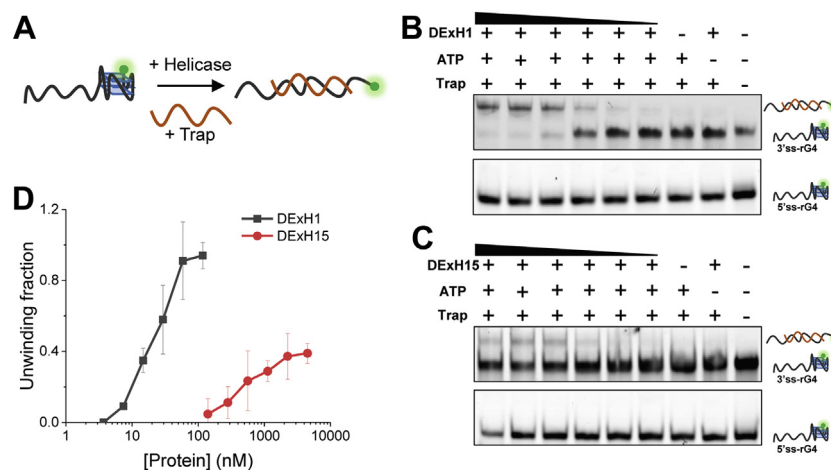 A
+ Helicase
+ Trap
B
DExH1 + + + + + + - + -
ATP + + + + + + + - -
Trap + + + + + + + + -
3'ss-rG4
5'ss-rG4
C
DExH15 + + + + + + - + -
ATP + + + + + + + - -
Trap + + + + + + + + -
3'ss-rG4
5'ss-rG4
D
DExH1
DExH15
Unwinding fraction
1.2
0.8
0.4
0.0
1 10 100 1000 10000
[Protein] (nM)